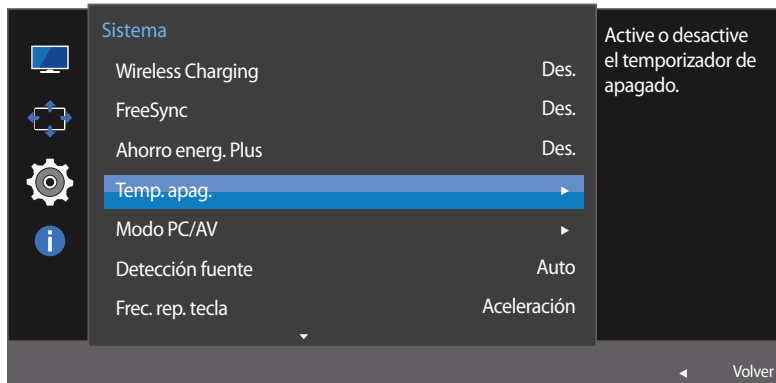 Sistema
Wireless Charging Des.
FreeSync Des.
Ahorro energ. Plus Des.
Temp. apag.
Modo PC/AV
Detección fuente Auto
Frec. rep. tecla Aceleración
Active o desactive
el temporizador de
apagado.
Volver